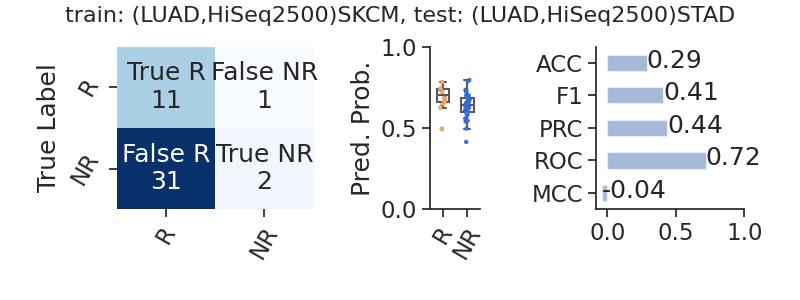 train: (LUAD,HiSeq2500)SKCM, test: (LUAD,HiSeq2500)STAD
True Label
R
NR
True R
11
False NR
1
False R
31
True NR
2
R
NR
Pred. Prob.
1.0
0.5
0.0
R
NR
ACC
F1
PRC
ROC
MCC
0.29
0.41
0.44
0.72
-0.04
0.0
0.5
1.0